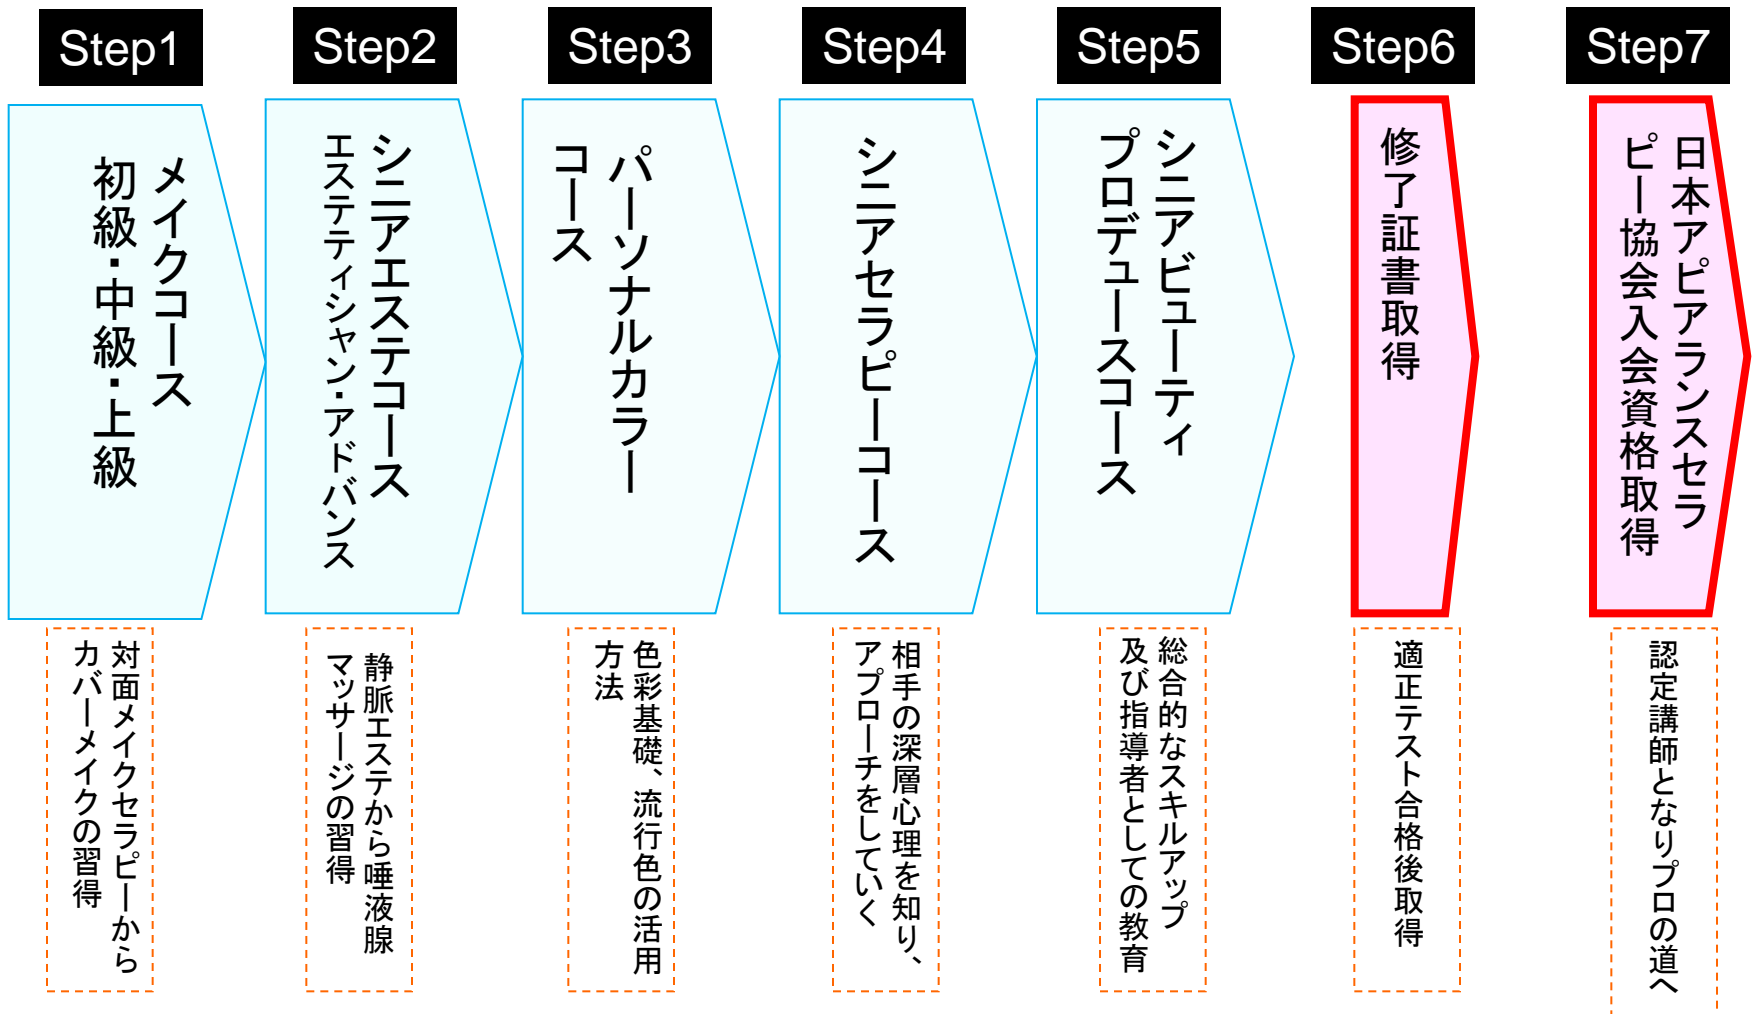 Step1
メイクコース
初級・中級・上級
対面メイクセラピーから
カバーメイクの習得
Step2
シニアエステコース
エステティシャン・アドバンス
静脈エステから唾液腺
マッサージの習得
Step3
パーソナルカラー
コース
色彩基礎、流行色の活用
方法
Step4
シニアセラピーコース
相手の深層心理を知り、
アプローチをしていく
Step5
シニアビューティ
プロデュースコース
総合的なスキルアップ
及び指導者としての教育
Step6
修了証書取得
適正テスト合格後取得
Step7
日本アピアランスセラ
ピー協会入会資格取得
認定講師となりプロの道へ